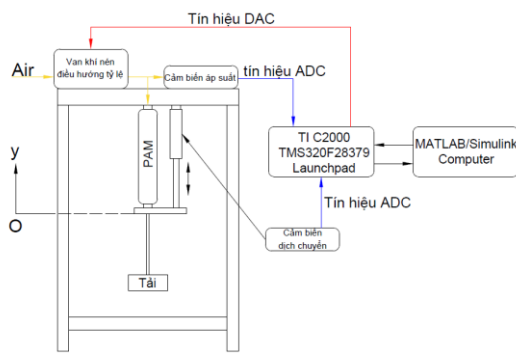 Tín hiệu DAC
Van khí nén
điều hướng tỷ lệ
Air
Cảm biến áp suất
tín hiệu ADC
PAM
TI C2000
TMS320F28379
Launchpad
MATLAB/Simulink
Computer
y
O
Tín hiệu ADC
Cảm biên
dịch chuyển
Tải